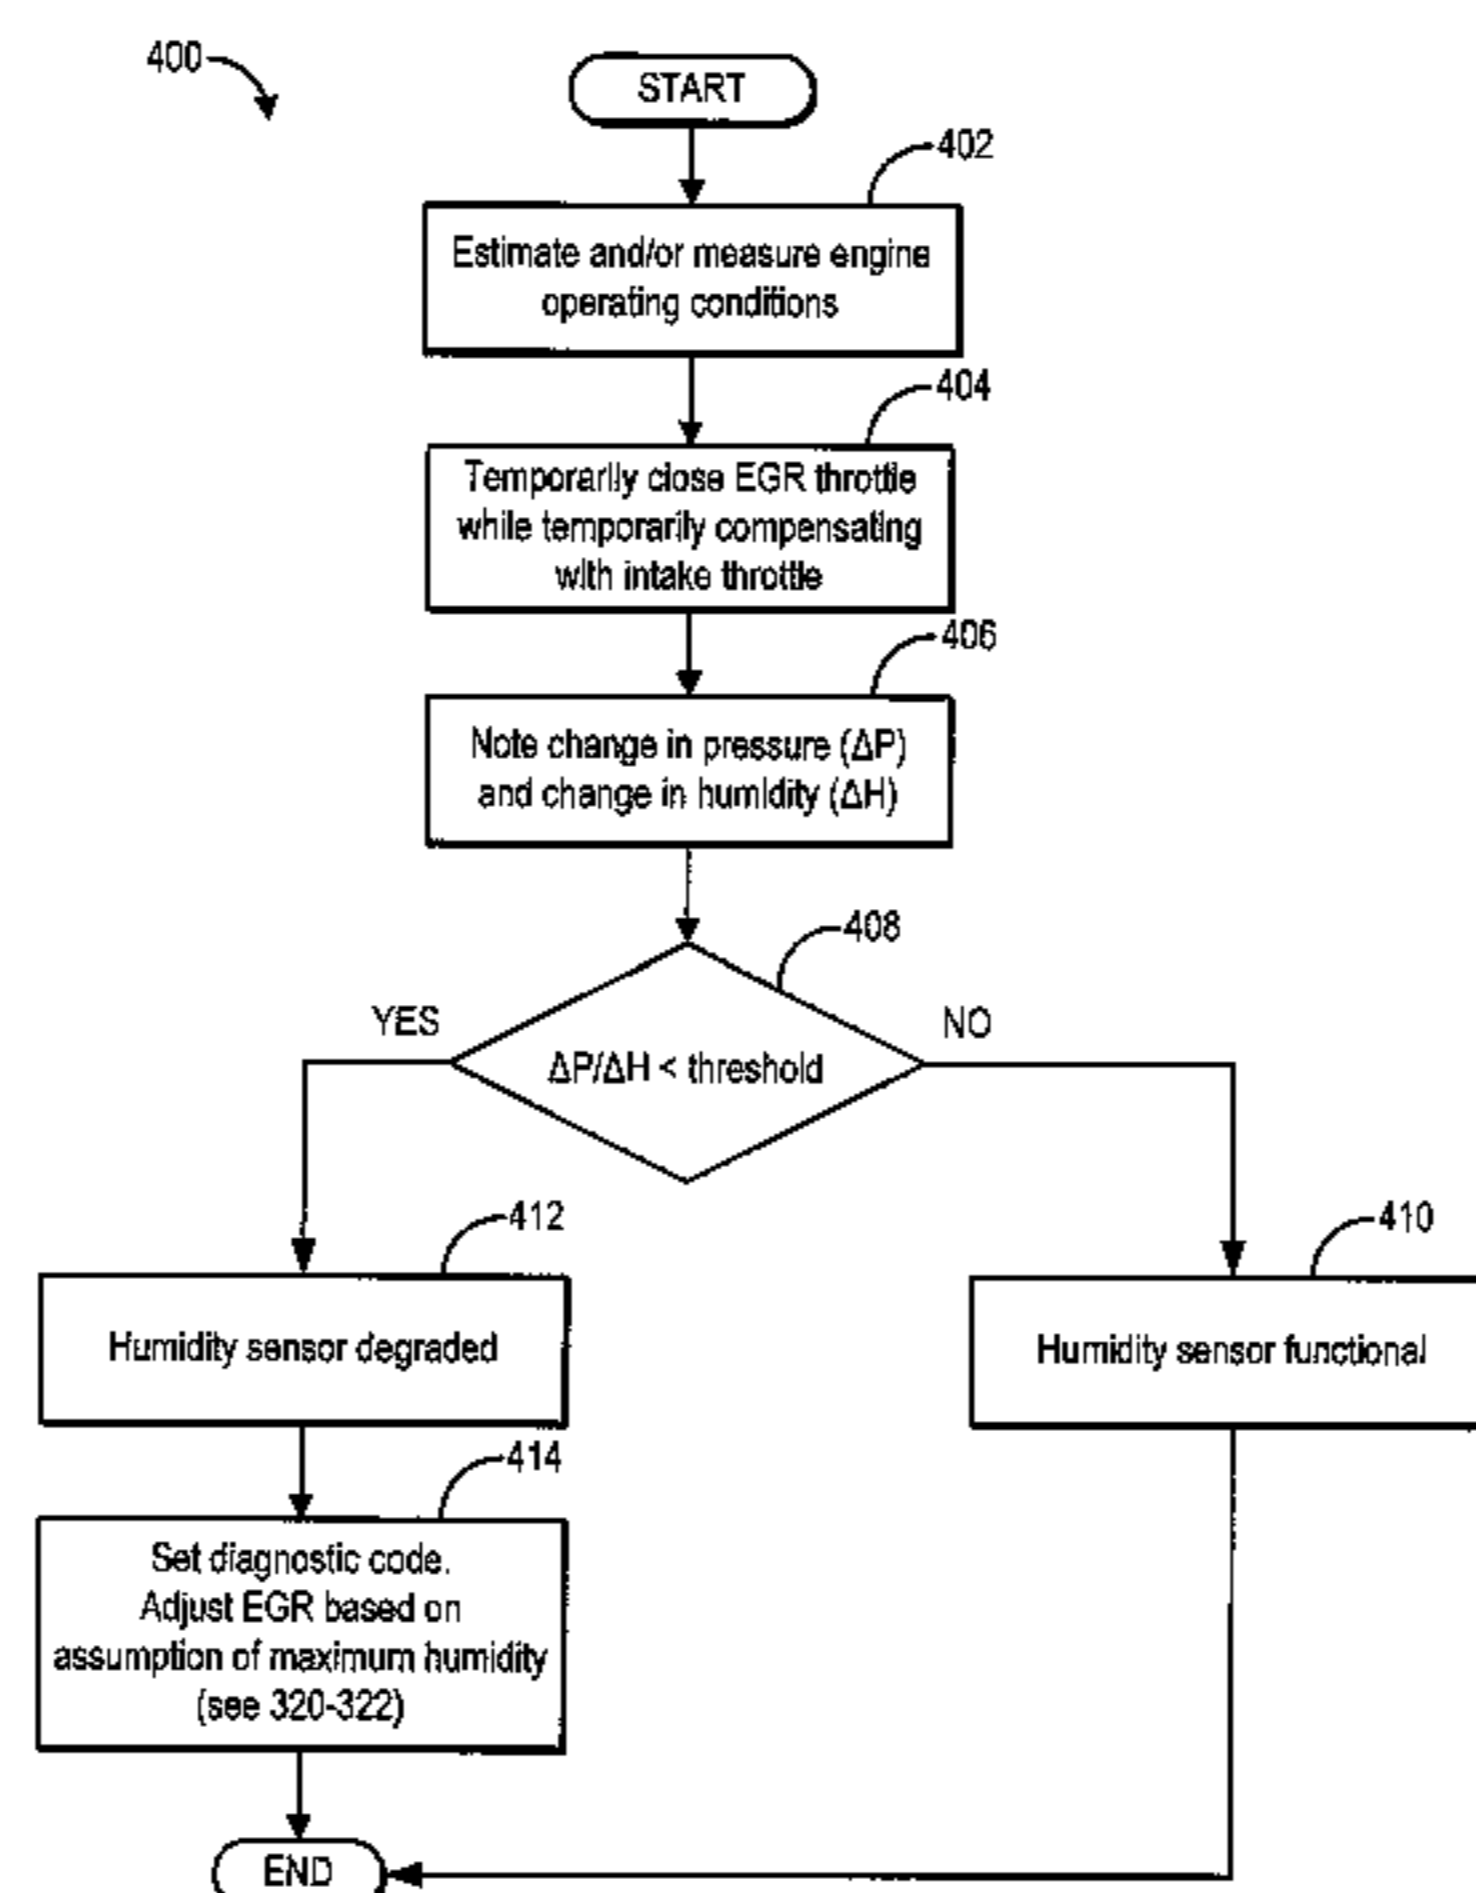 400
START
402
Estimate and/or measure engine
operating conditions
404
Temporarily close EGR throttle
while temporarily compensating
with intake throttle
406
Note change in pressure (ΔP)
and change in humidity (ΔH)
408
YES
NO
ΔP/ΔH < threshold
412
410
Humidity sensor degraded
Humidity sensor functional
414
Set diagnostic code.
Adjust EGR based on
assumption of maximum humidity
(see 320-322)
END